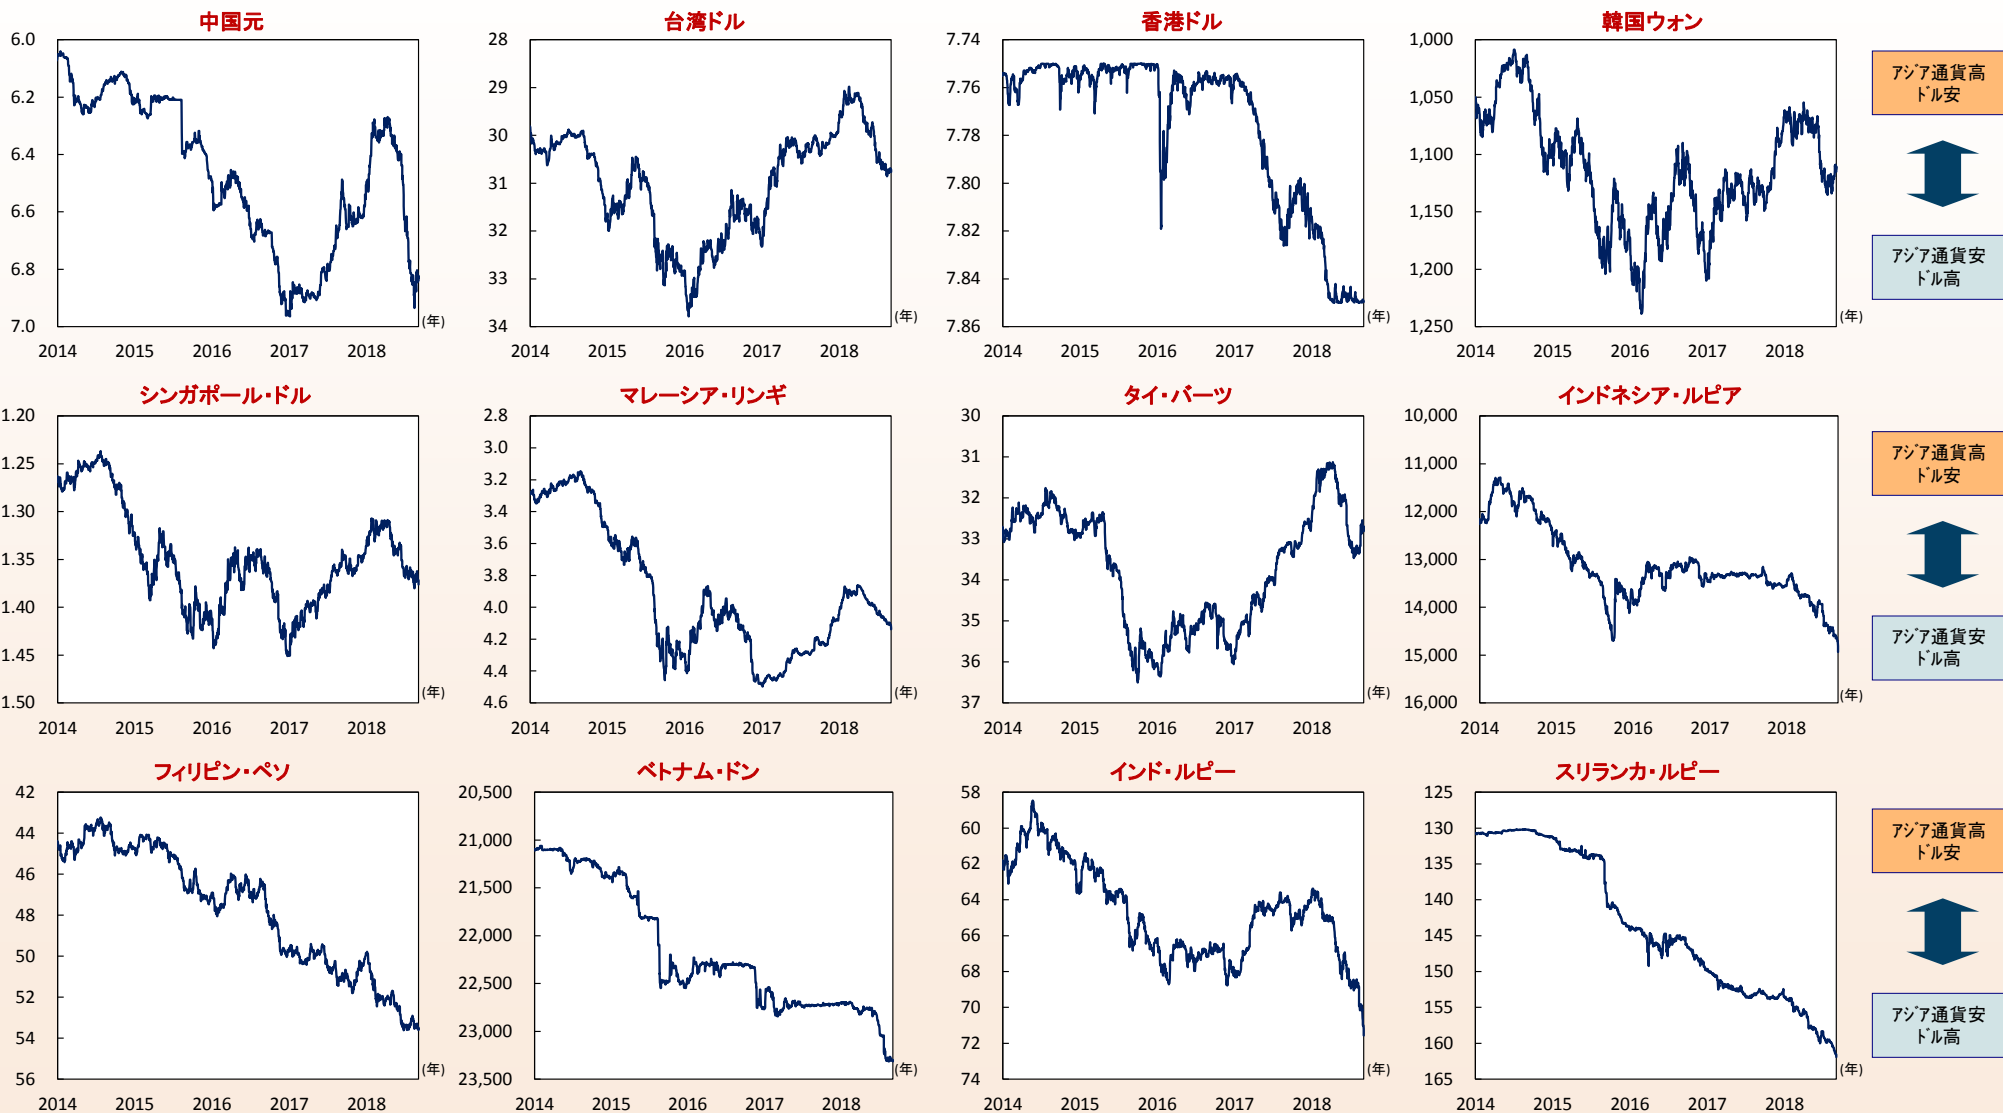 中国元
台湾ドル
香港ドル
韓国ウォン
6.0
6.2
6.4
6.6
6.8
7.0
2014 2015 2016 2017 2018
(年)
28
29
30
31
32
33
34
2014 2015 2016 2017 2018
(年)
7.74
7.76
7.78
7.80
7.82
7.84
7.86
2014 2015 2016 2017 2018
(年)
1,000
1,050
1,100
1,150
1,200
1,250
2014 2015 2016 2017 2018
(年)
アジア通貨高
ドル安
アジア通貨安
ドル高
シンガポール・ドル
マレーシア・リンギ
タイ・バーツ
インドネシア・ルピア
1.20
1.25
1.30
1.35
1.40
1.45
1.50
2014 2015 2016 2017 2018
(年)
2.8
3.0
3.2
3.4
3.6
3.8
4.0
4.2
4.4
4.6
2014 2015 2016 2017 2018
(年)
30
31
32
33
34
35
36
37
2014 2015 2016 2017 2018
(年)
10,000
11,000
12,000
13,000
14,000
15,000
16,000
2014 2015 2016 2017 2018
(年)
アジア通貨高
ドル安
アジア通貨安
ドル高
フィリピン・ペソ
ベトナム・ドン
インド・ルピー
スリランカ・ルピー
42
44
46
48
50
52
54
56
2014 2015 2016 2017 2018
(年)
20,500
21,000
21,500
22,000
22,500
23,000
23,500
2014 2015 2016 2017 2018
(年)
58
60
62
64
66
68
70
72
74
2014 2015 2016 2017 2018
(年)
125
130
135
140
145
150
155
160
165
2014 2015 2016 2017 2018
(年)
アジア通貨高
ドル安
アジア通貨安
ドル高